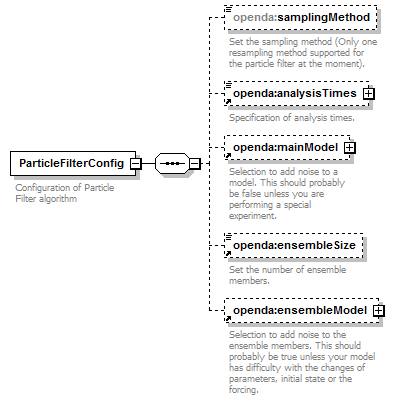 openda:samplingMethod
Set the sampling method (Only one
resampling method supported for
the particle filter at the moment).
openda:analysisTimes
Specification of analysis times.
ParticleFilterConfig
Configuration of Particle
Filter algorithm
openda:mainModel
Selection to add noise to a
model. This should probably
be false unless you are
performing a special
experiment.
openda:ensembleSize
Set the number of ensemble
members.
openda:ensembleModel
Selection to add noise to the
ensemble members. This should
probably be true unless your model
has difficulty with the changes of
parameters, initial state or the
forcing.